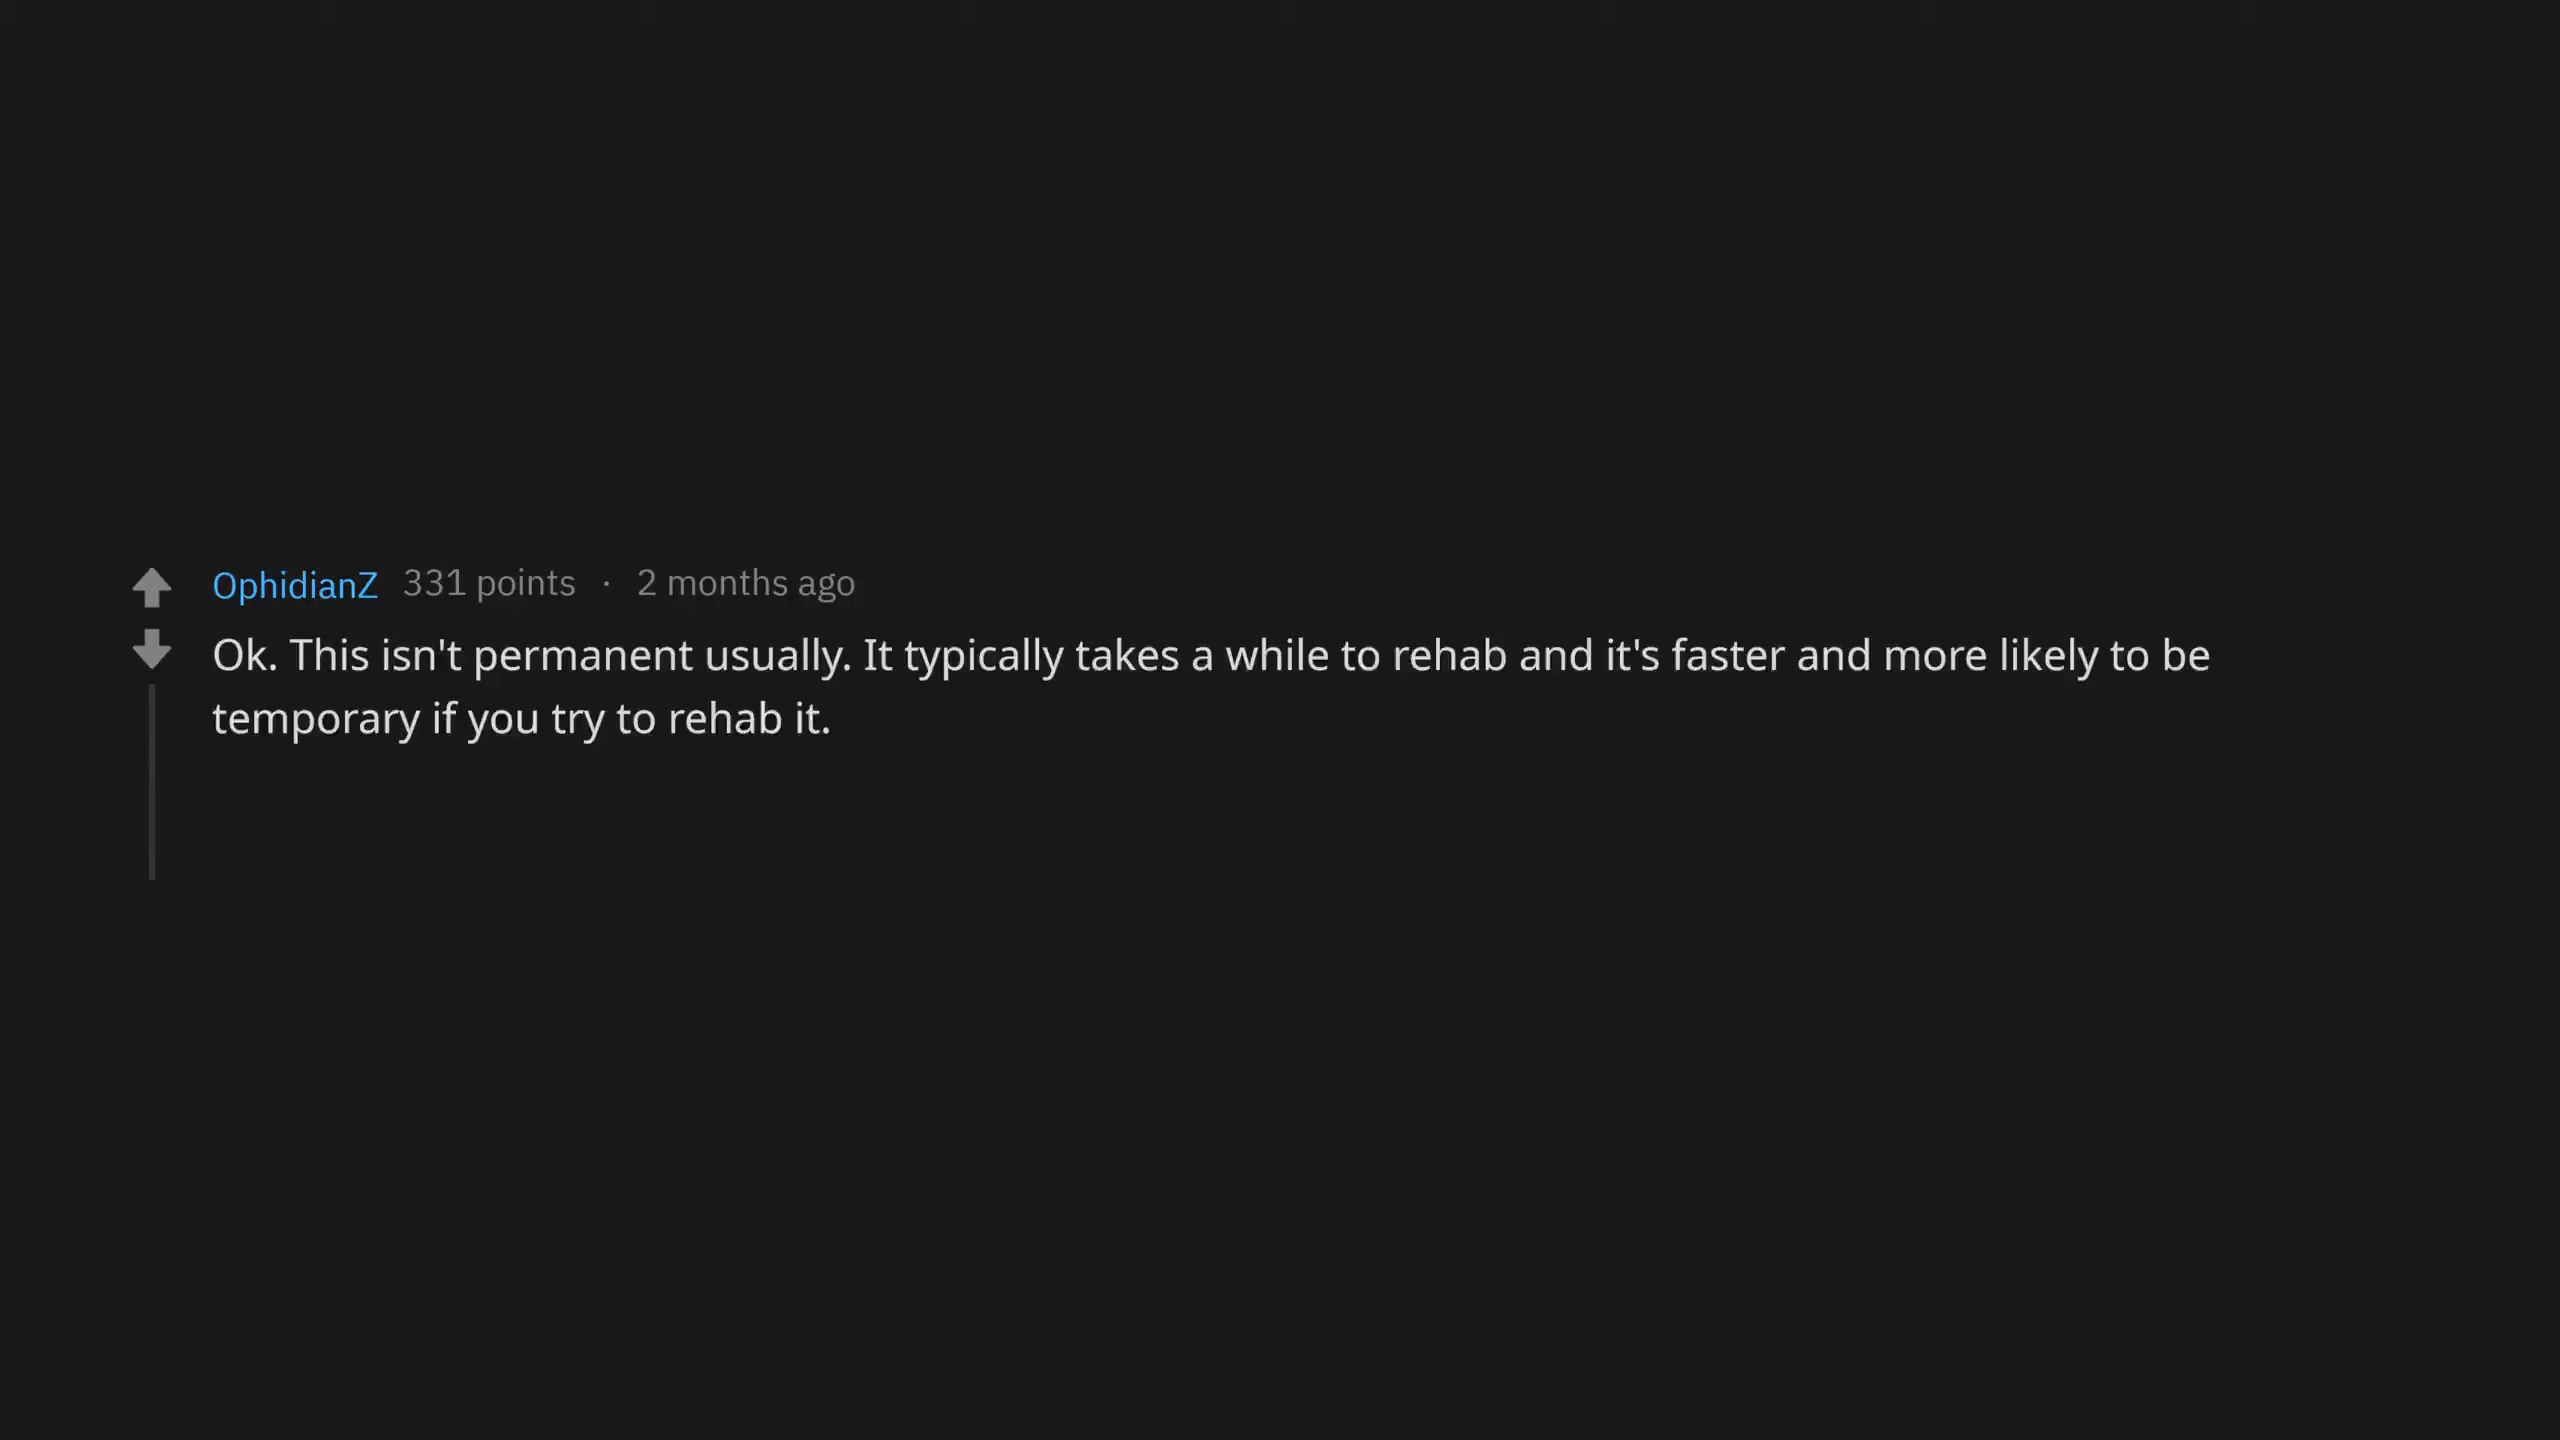 OphidianZ 331 points · 2 months ago
Ok. This isn't permanent usually. It typically takes a while to rehab and it's faster and more likely to be
temporary if you try to rehab it.